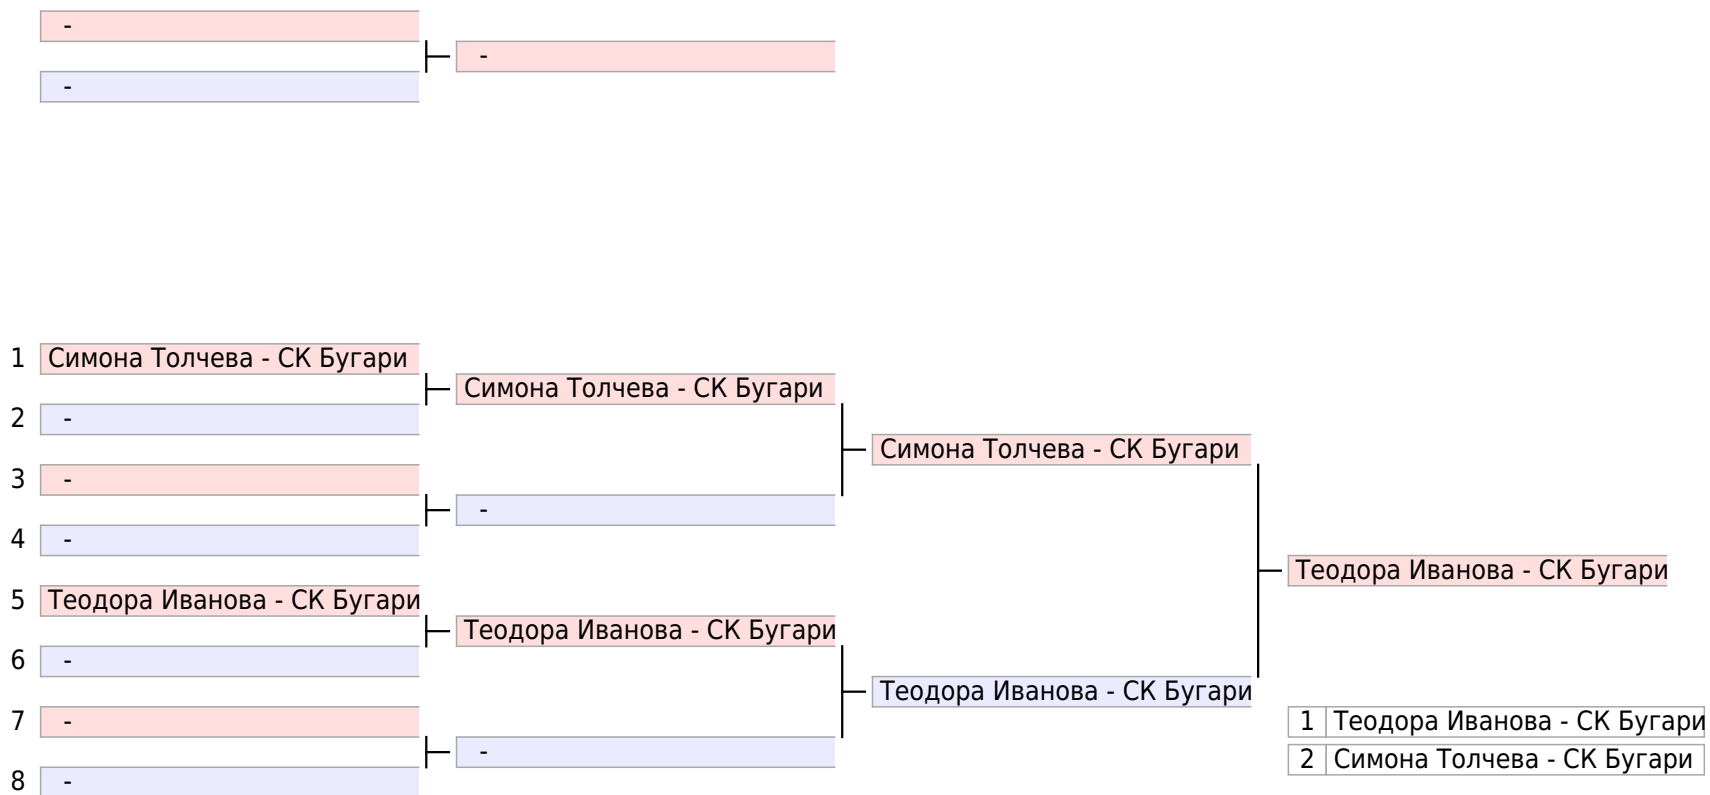 -
-
-
1 Симона Толчева - СК Бугари
Симона Толчева - СК Бугари
2 -
Симона Толчева - СК Бугари
3 -
-
4 -
Теодора Иванова - СК Бугари
5 Теодора Иванова - СК Бугари
Теодора Иванова - СК Бугари
6 -
Теодора Иванова - СК Бугари
7 -
1 Теодора Иванова - СК Бугари
-
2 Симона Толчева - СК Бугари
8 -